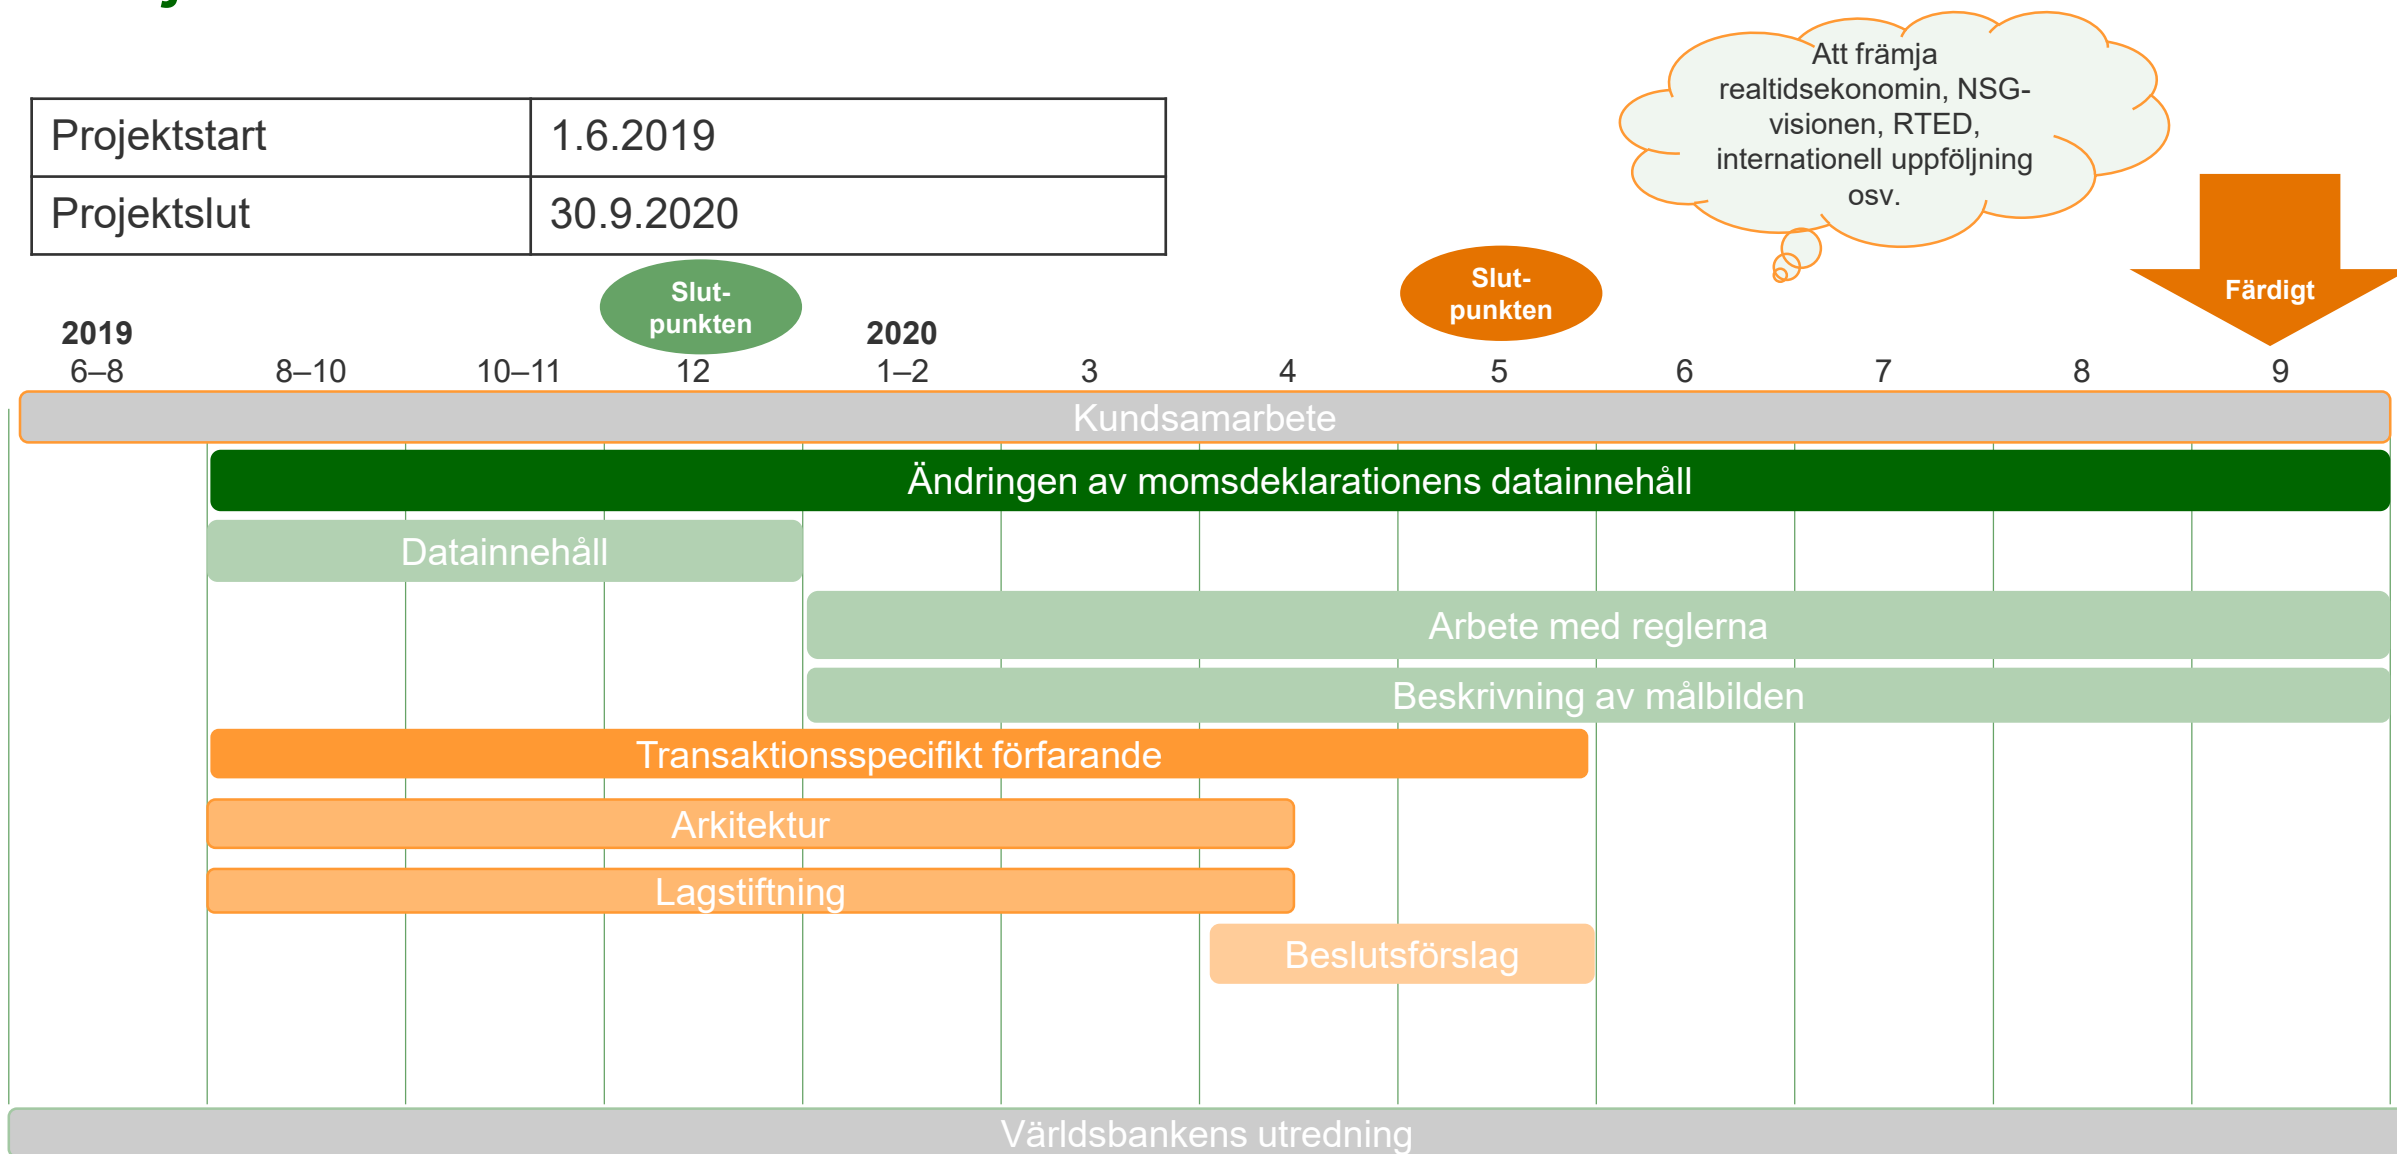 Projektstart 1.6.2019
Projektslut 30.9.2020
Att främja
realtidsekonomin, NSG-
visionen, RTED,
internationell uppföljning
osv.
Slut-
punkten
Slut-
punkten
Färdigt
2019 2020
6–8 8–10 10–11 12 1–2 3 4 5 6 7 8 9
Kundsamarbete
Ändringen av momsdeklarationens datainnehåll
Datainnehåll
Arbete med reglerna
Beskrivning av målbilden
Transaktionsspecifikt förfarande
Arkitektur
Lagstiftning
Beslutsförslag
Världsbankens utredning